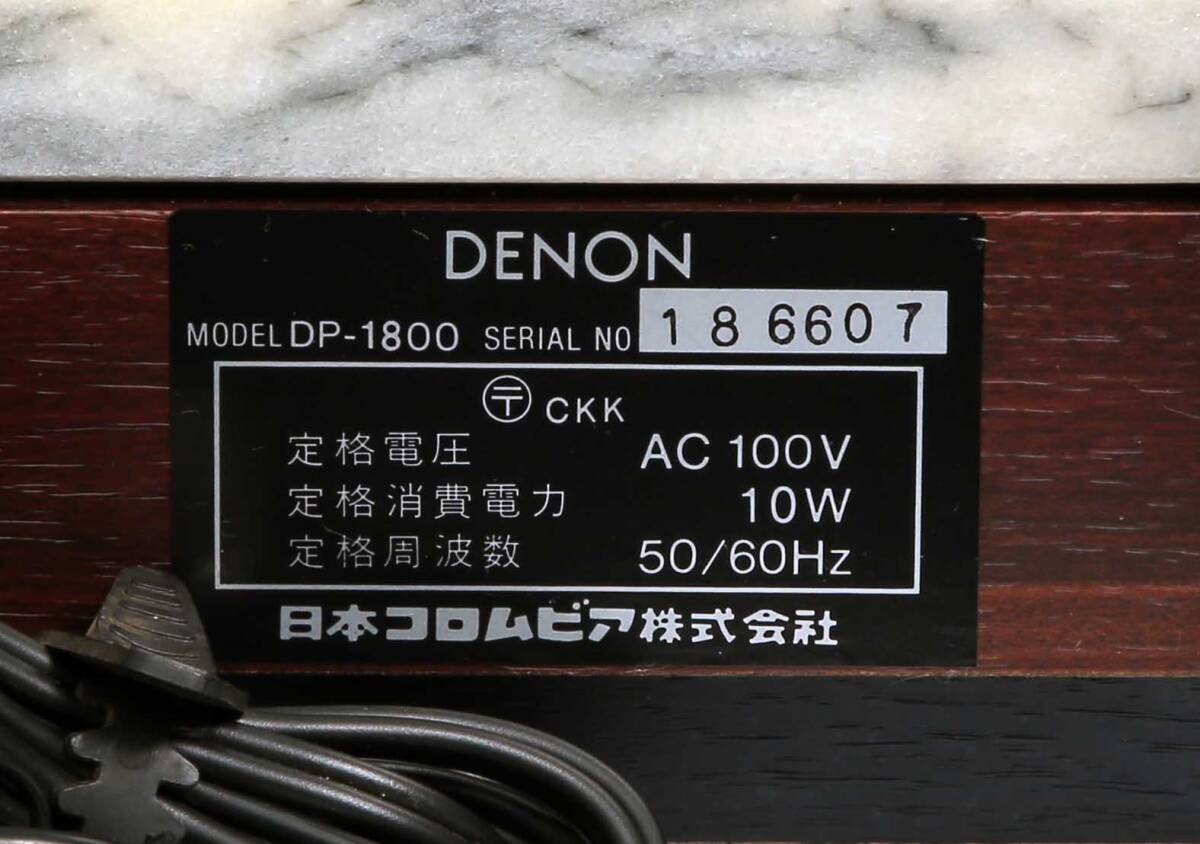 DENON
MODEL DP-1800 SERIAL NO 186607
〒 CKK
定格電圧 AC 100V
定格消費電力 10W
定格周波数 50/60Hz
日本コロムビア株式会社